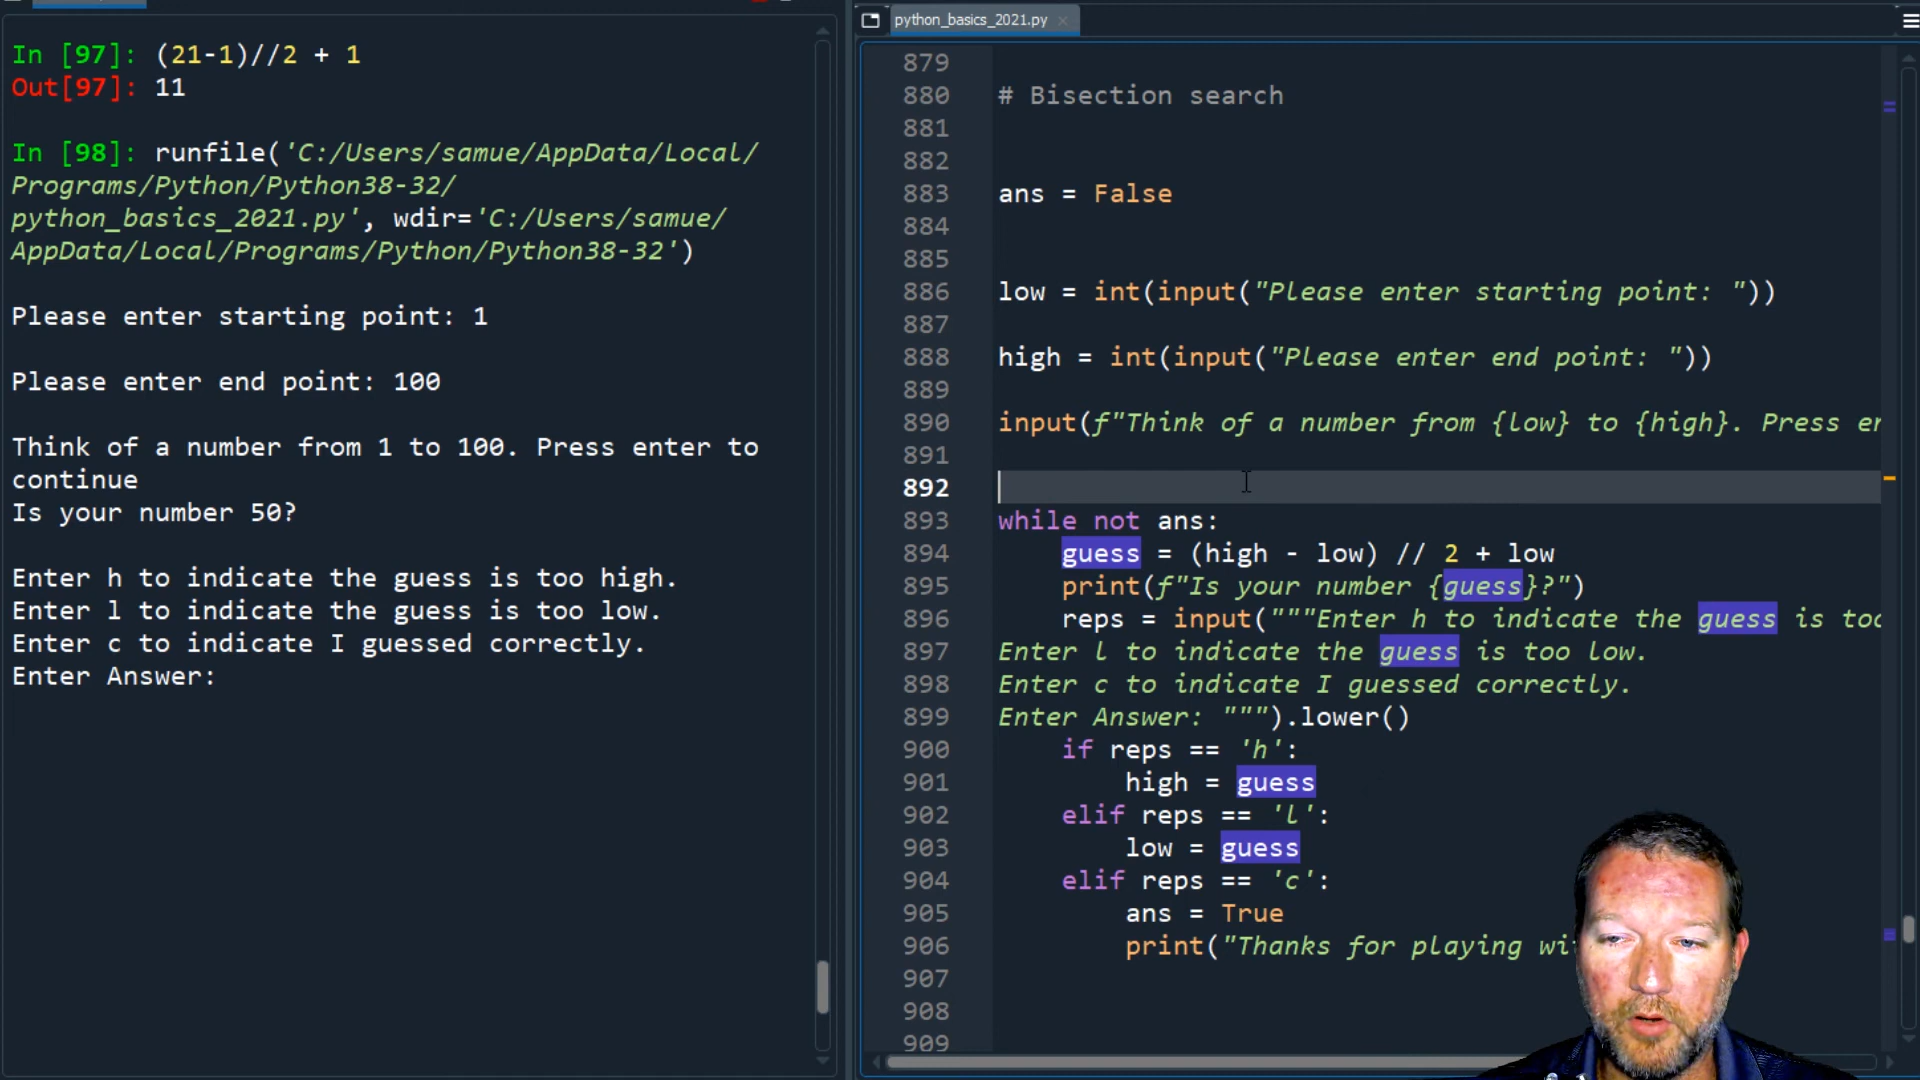 In [97]: (21-1)//2 + 1
Out[97]: 11
In [98]: runfile('C:/Users/samue/AppData/Local/
Programs/Python/Python38-32/
python_basics_2021.py', wdir='C:/Users/samue/
AppData/Local/Programs/Python/Python38-32')
Please enter starting point: 1
Please enter end point: 100
Think of a number from 1 to 100. Press enter to
continue
Is your number 50?
Enter h to indicate the guess is too high.
Enter l to indicate the guess is too low.
Enter c to indicate I guessed correctly.
Enter Answer:
python_basics_2021.py
879
880 # Bisection search
881
882
883 ans = False
884
885
886 low = int(input("Please enter starting point: "))
887
888 high = int(input("Please enter end point: "))
889
890 input(f"Think of a number from {low} to {high}. Press
891
892
893 while not ans:
894 guess = (high - low) // 2 + low
895 print(f"Is your number {guess}?")
896 reps = input("""Enter h to indicate the guess is
897 Enter l to indicate the guess is too low.
898 Enter c to indicate I guessed correctly.
899 Enter Answer: """).lower()
900 if reps == 'h':
901 high = guess
902 elif reps == 'l':
903 low = guess
904 elif reps == 'c':
905 ans = True
906 print("Thanks for playing
907
908
909